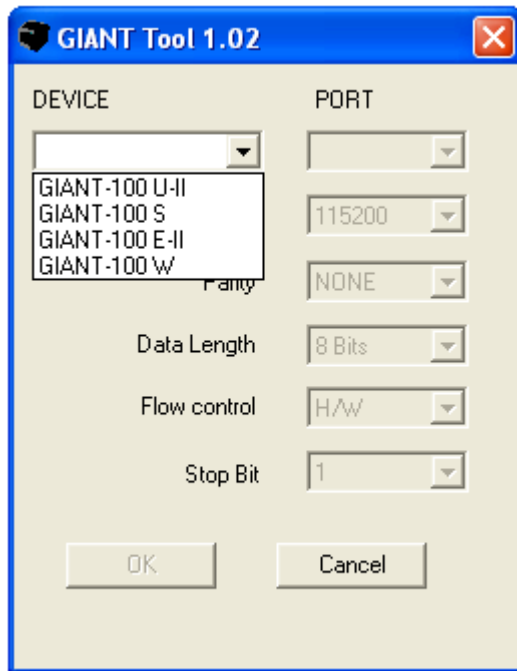 GIANT Tool 1.02
DEVICE PORT
GIANT-100 U-II
GIANT-100 S
115200
GIANT-100 E-II
GIANT-100 W
Parity NONE
Data Length 8 Bits
Flow control H/W
Stop Bit 1
OK Cancel